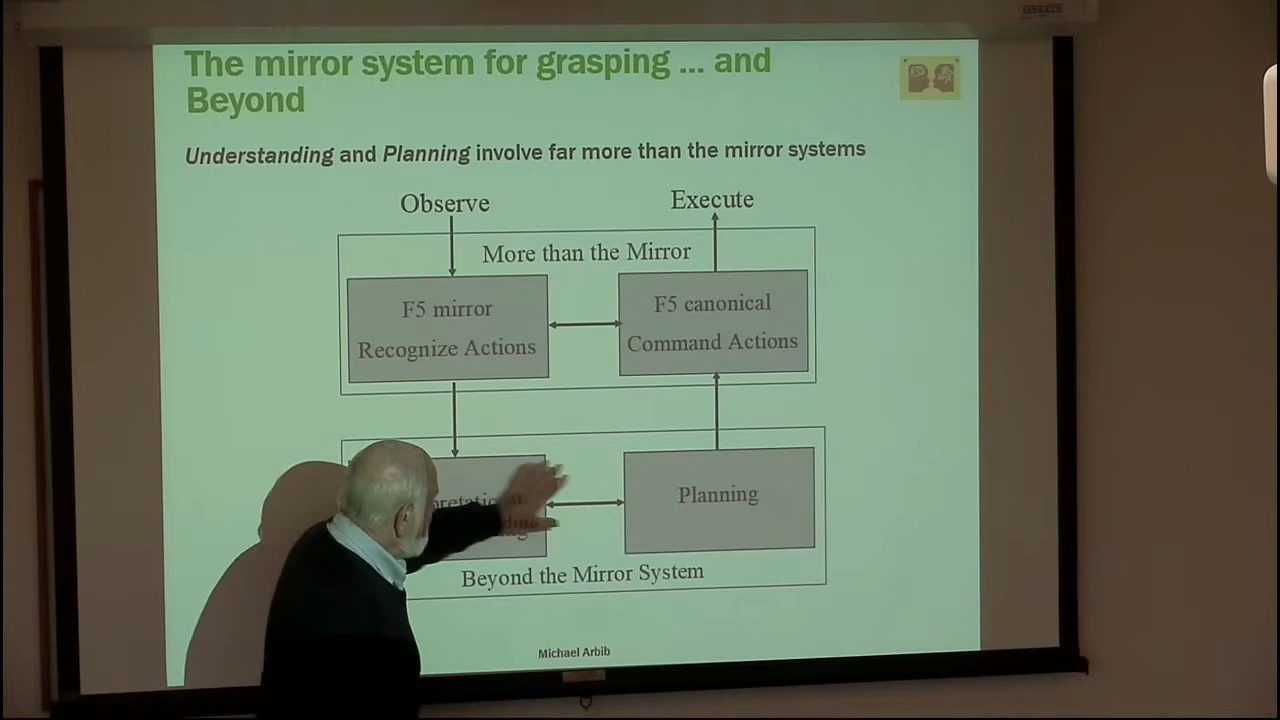 The mirror system for grasping ... and
Beyond
Understanding and Planning involve far more than the mirror systems
Observe
Execute
More than the Mirror
F5 mirror
Recognize Actions
F5 canonical
Command Actions
Planning
Beyond the Mirror System
Michael Arbib